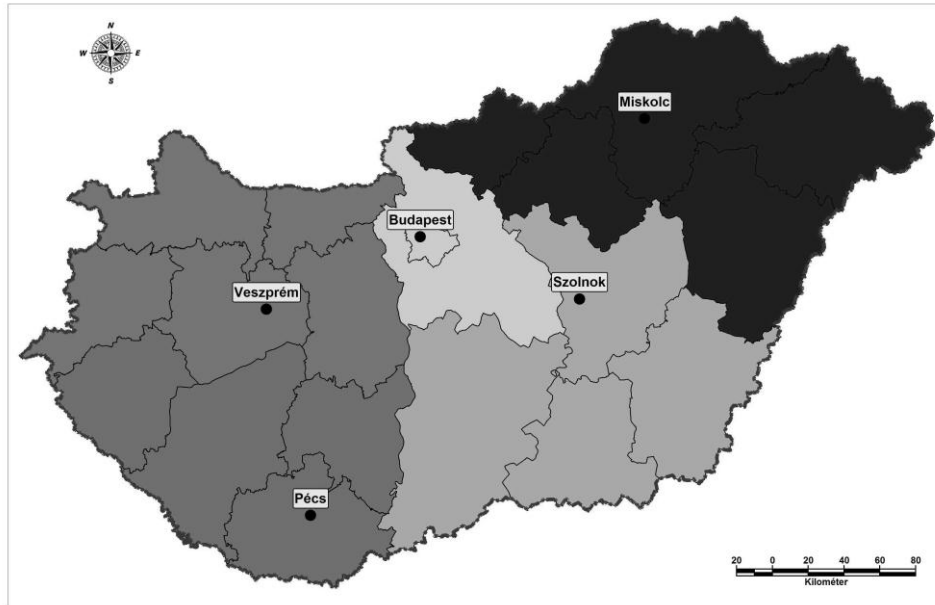 N
W E
S
Miskolc
Budapest
Szolnok
Veszprém
Pécs
20 0 20 40 60 80
Kilométer